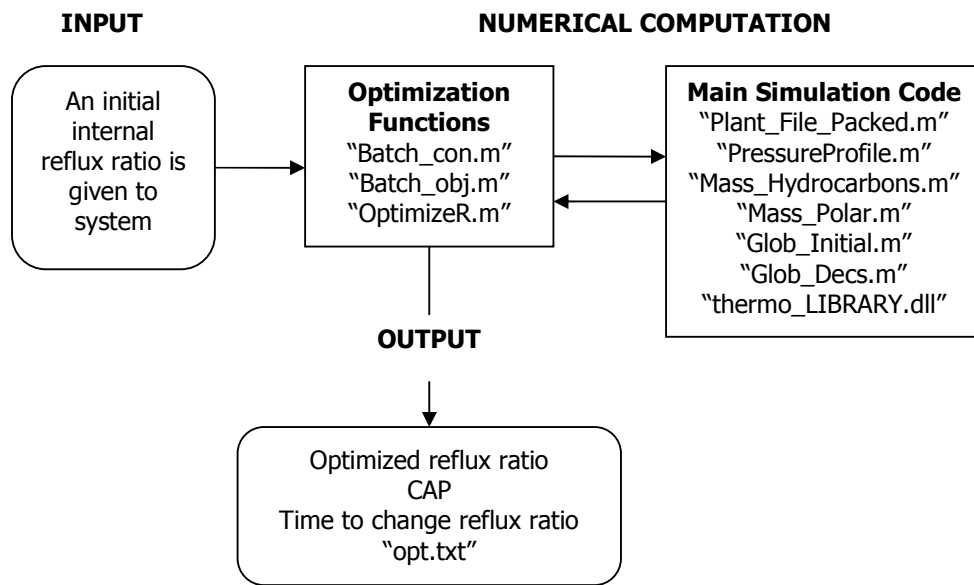 INPUT
NUMERICAL COMPUTATION
An initial
internal
reflux ratio is
given to
system
Optimization
Functions
“Batch_con.m”
“Batch_obj.m”
“OptimizeR.m”
Main Simulation Code
“Plant_File_Packed.m”
“PressureProfile.m”
“Mass_Hydrocarbons.m”
“Mass_Polar.m”
“Glob_Initial.m”
“Glob_Decs.m”
“thermo_LIBRARY.dll”
OUTPUT
Optimized reflux ratio
CAP
Time to change reflux ratio
“opt.txt”